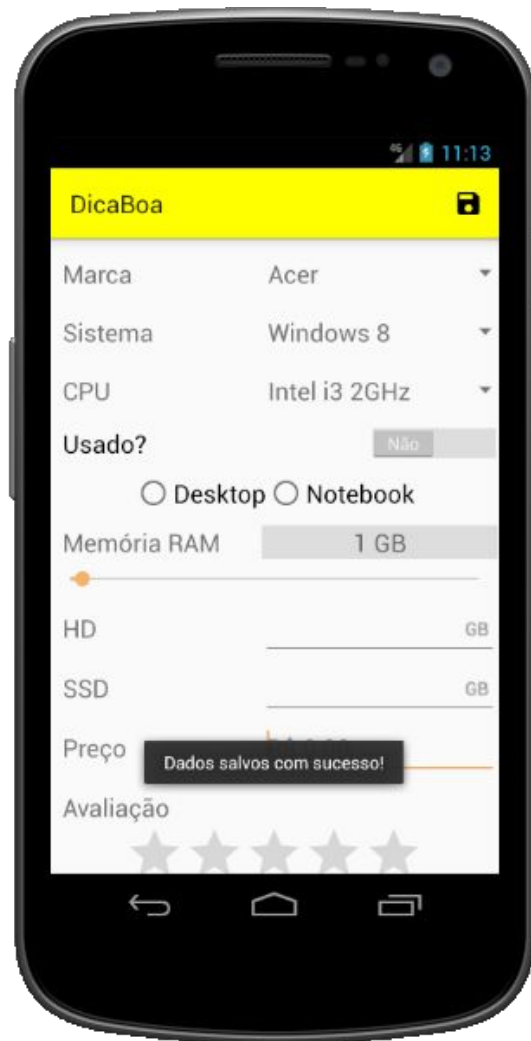 4G 11:13
DicaBoa
Marca Acer
Sistema Windows 8
CPU Intel i3 2GHz
Usado? Não
Desktop Notebook
Memória RAM 1 GB
HD GB
SSD GB
Preço
Dados salvos com sucesso!
Avaliação